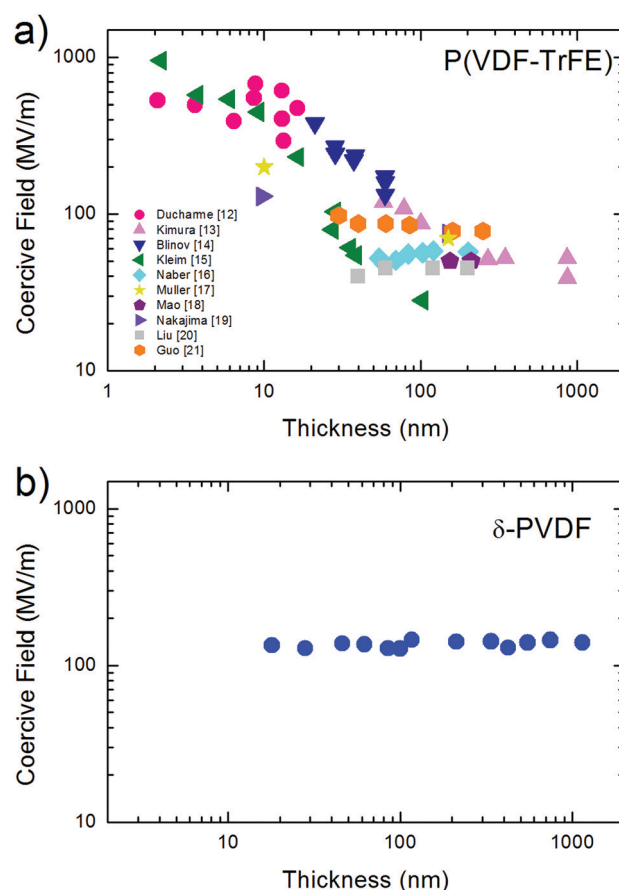 a)
P(VDF-TrFE)
1000
100
10
Coercive Field (MV/m)
Duchame [12]
Kimura [13]
Blinov [14]
Kleim [15]
Naber [16]
Muller [17]
Mao [18]
Nakajima [19]
Liu [20]
Guo [21]
1 10 100 1000
Thickness (nm)
b)
δ-PVDF
1000
100
10
Coercive Field (MV/m)
10 100 1000
Thickness (nm)